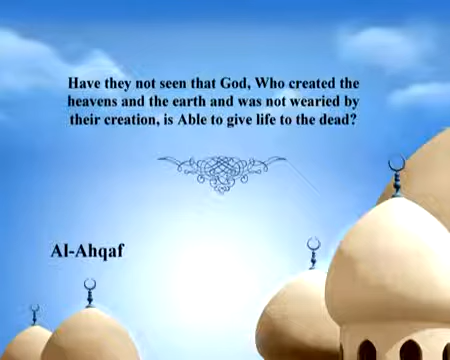 Have they not seen that God, Who created the
heavens and the earth and was not wearied by
their creation, is Able to give life to the dead?
Al-Ahqaf